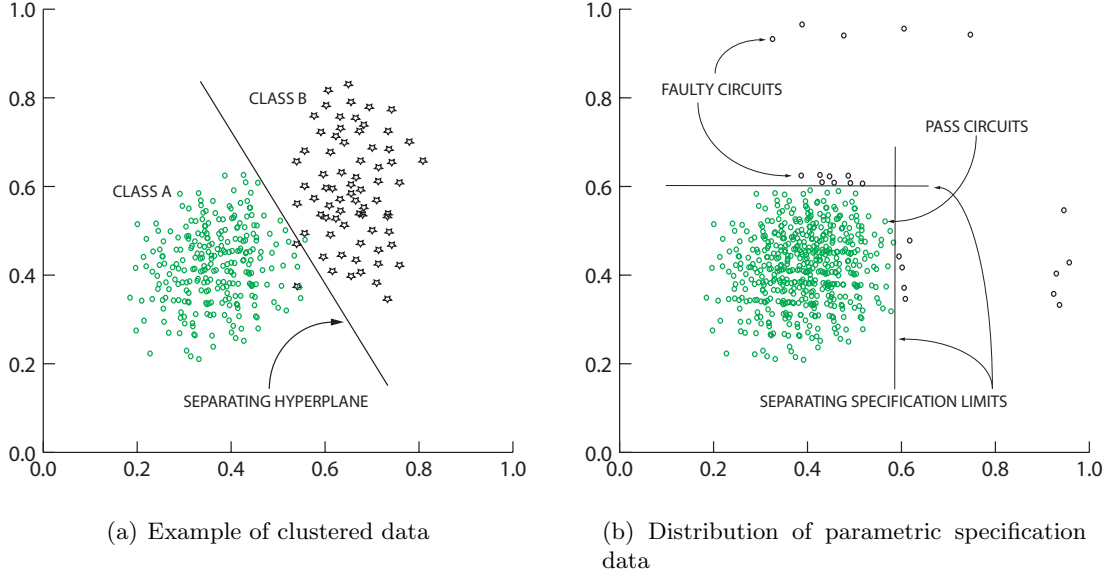 1.0
0.8
0.6
0.4
0.2
0.0
0.0 0.2 0.4 0.6 0.8 1.0
CLASS B
CLASS A
SEPARATING HYPERPLANE
(a) Example of clustered data
1.0
0.8
0.6
0.4
0.2
0.0
0.0 0.2 0.4 0.6 0.8 1.0
FAULTY CIRCUITS
PASS CIRCUITS
SEPARATING SPECIFICATION LIMITS
(b) Distribution of parametric specification
data